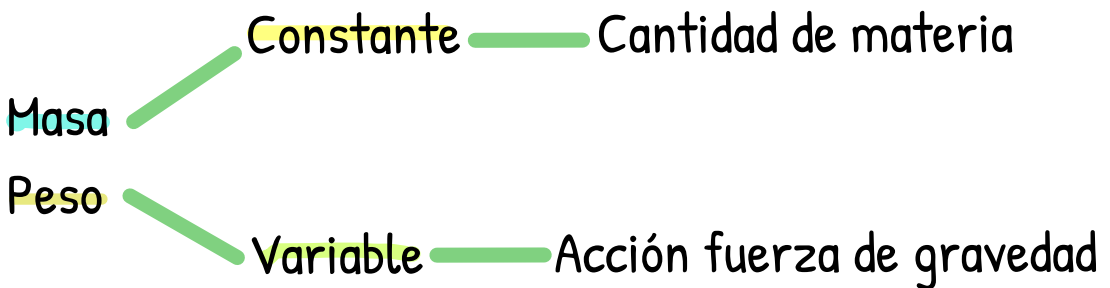 Constante Cantidad de materia
Masa
Peso
Variable Acción fuerza de gravedad